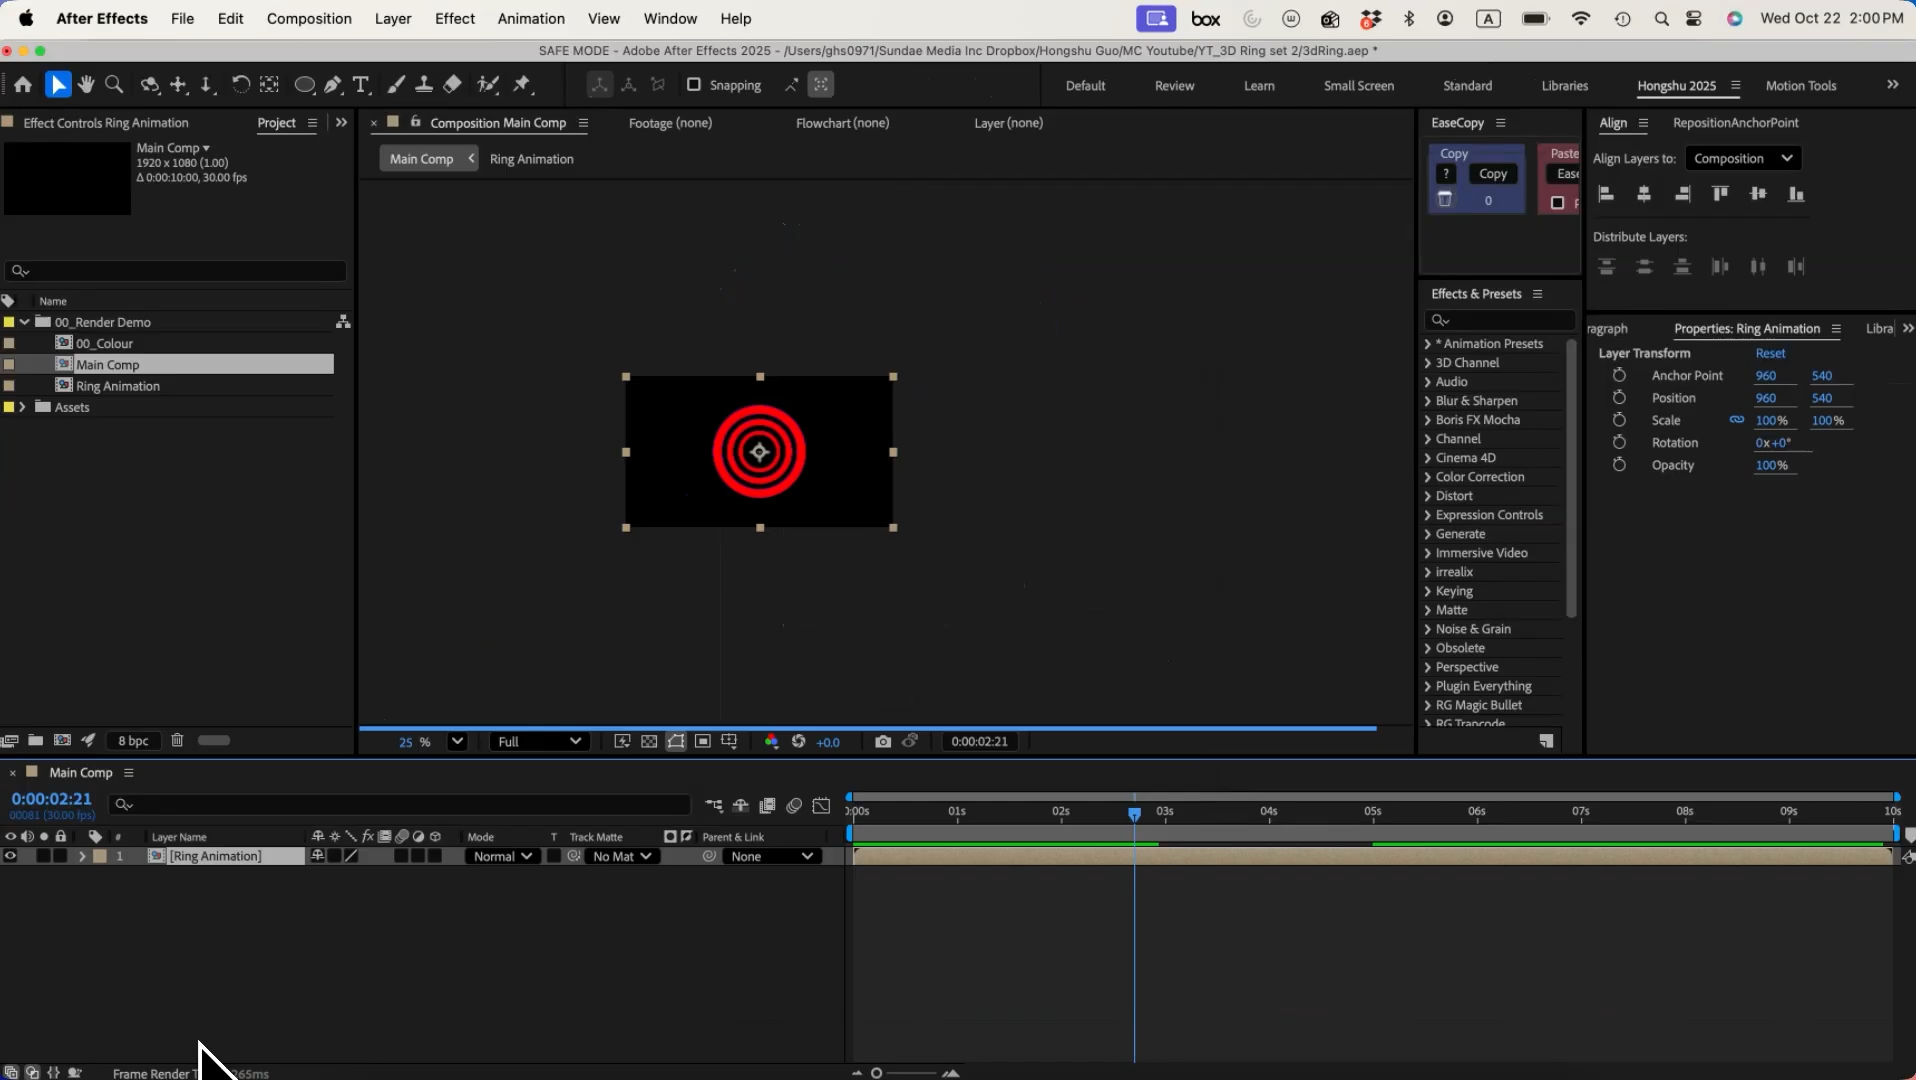 After Effects File Edit Composition Layer Effect Animation View Window Help box 6 A Wed Oct 22 2:00 PM
SAFE MODE - Adobe After Effects 2025 - /Users/ghs0971/Sundae Media Inc Dropbox/Hongshu Guo/MC Youtube/YT_3D Ring set 2/3dRing.aep *
T Snapping Default Review Learn Small Screen Standard Libraries Hongshu 2025 Motion Tools
Effect Controls Ring Animation Project
Main Comp
1920 x 1080 (1.00)
Δ 0:00:10:00, 30.00 fps
Name
00_Render Demo
00_Colour
Main Comp
Ring Animation
Assets
8 bpc
Composition Main Comp Footage (none) Flowchart (none) Layer (none)
Main Comp Ring Animation
25 % Full +0.0 0:00:02:21
EaseCopy
Copy Paste
? Copy Ease
0
Effects & Presets
* Animation Presets
3D Channel
Audio
Blur & Sharpen
Boris FX Mocha
Channel
Cinema 4D
Color Correction
Distort
Expression Controls
Generate
Immersive Video
irrealix
Keying
Matte
Noise & Grain
Obsolete
Perspective
Plugin Everything
RG Magic Bullet
RG Trapcode
Align RepositionAnchorPoint
Align Layers to: Composition
Distribute Layers:
ragraph Properties: Ring Animation Libra
Layer Transform Reset
Anchor Point 960 540
Position 960 540
Scale 100% 100%
Rotation 0x+0°
Opacity 100%
Main Comp
0:00:02:21
00081 (30.00 fps)
01s 02s 03s 04s 05s 06s 07s 08s 09s 10s
# Layer Name fx Mode T Track Matte Parent & Link
1 [Ring Animation] Normal No Mat None
Frame Render T 265ms